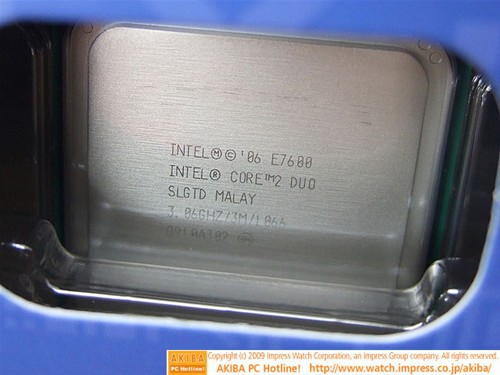 INTEL Ⓜ © '06 E7600
INTEL® CORE™2 DUO
SLGTD MALAY
3.06GHZ/3M/1066
AKIBA
PC Hotline!
Copyright (c) 2009 Impress Watch Corporation, an Impress Group company. All rights reserved.
AKIBA PC Hotline! http://www.watch.impress.co.jp/akiba/